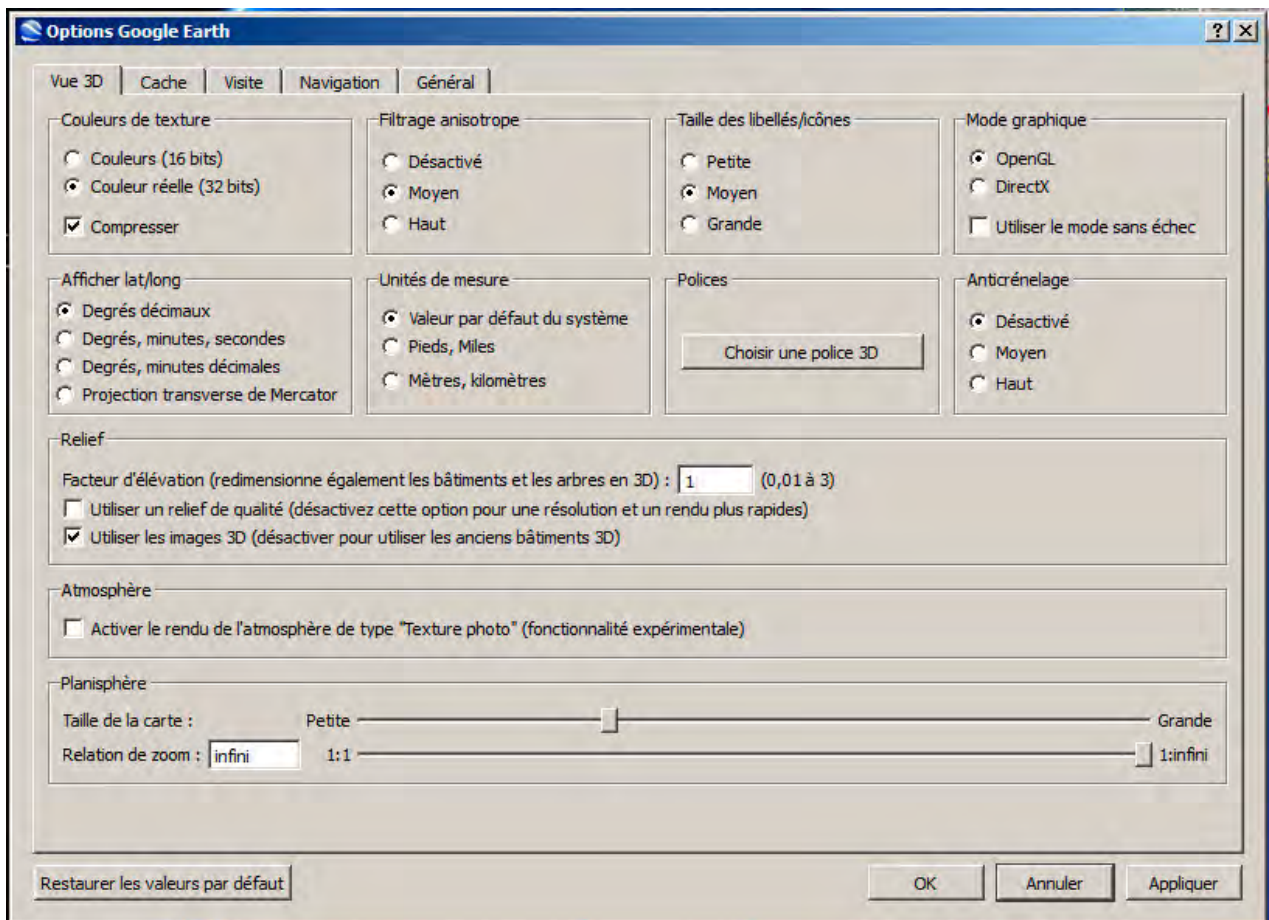 Options Google Earth
Vue 3D
Cache
Visite
Navigation
Général
Couleurs de texture
Couleurs (16 bits)
Couleur réelle (32 bits)
Compresser
Filtrage anisotrope
Désactivé
Moyen
Haut
Taille des libellés/icônes
Petite
Moyen
Grande
Mode graphique
OpenGL
DirectX
Utiliser le mode sans échec
Afficher lat/long
Degrés décimaux
Degrés, minutes, secondes
Degrés, minutes décimales
Projection transverse de Mercator
Unités de mesure
Valeur par défaut du système
Pieds, Miles
Mètres, kilomètres
Polices
Choisir une police 3D
Anticrénelage
Désactivé
Moyen
Haut
Relief
Facteur d'élévation (redimensionne également les bâtiments et les arbres en 3D) : 1 (0,01 à 3)
Utiliser un relief de qualité (désactivez cette option pour une résolution et un rendu plus rapides)
Utiliser les images 3D (désactiver pour utiliser les anciens bâtiments 3D)
Atmosphère
Activer le rendu de l'atmosphère de type "Texture photo" (fonctionnalité expérimentale)
Planisphère
Taille de la carte : Petite Grande
Relation de zoom : infini 1:1 1:infini
Restaurer les valeurs par défaut
OK
Annuler
Appliquer